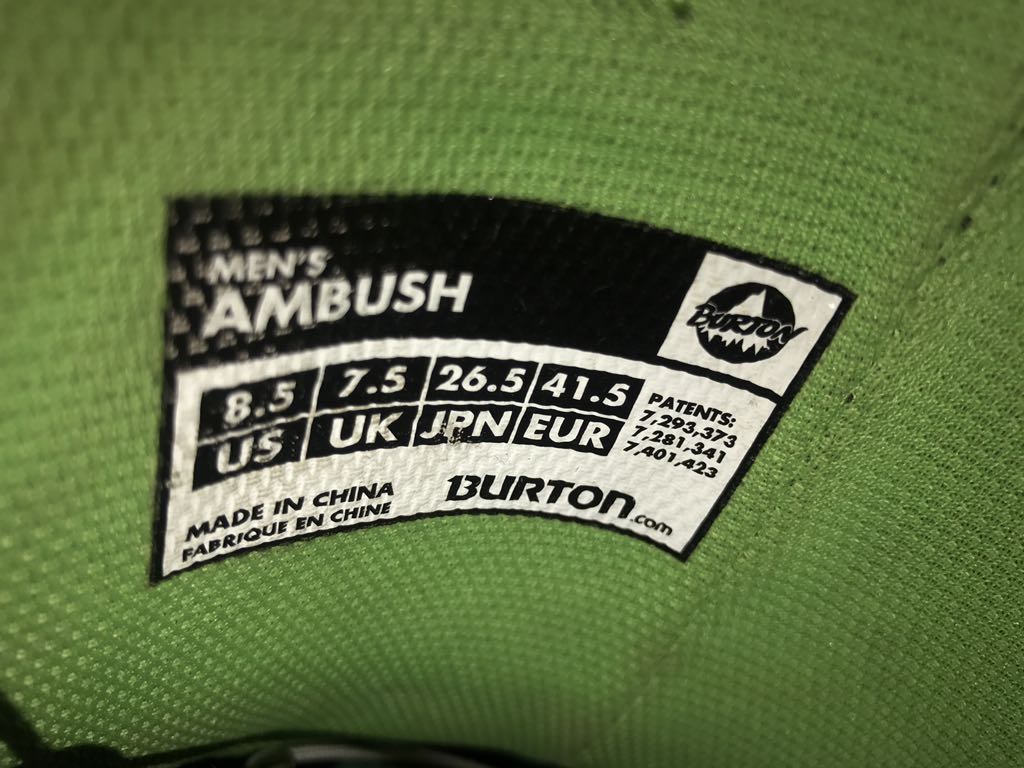 MEN'S
AMBUSH
BURTON
8.5 7.5 26.5 41.5
US UK JPN EUR
PATENTS:
7,293,373
7,281,341
7,401,423
MADE IN CHINA
FABRIQUE EN CHINE
BURTON.com